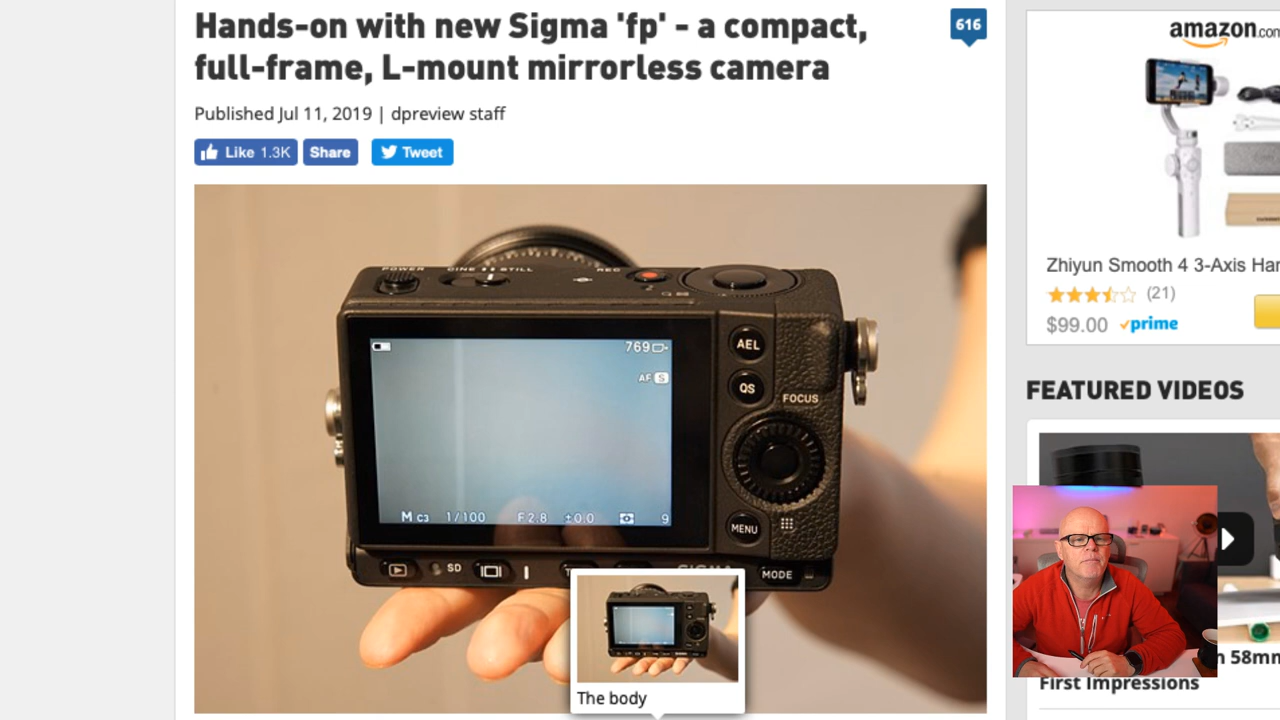 Hands-on with new Sigma 'fp' - a compact,
full-frame, L-mount mirrorless camera
616
Published Jul 11, 2019 | dpreview staff
Like 1.3K
Share
Tweet
POWER
CINE
STILL
REC
769
AF S
AEL
QS
FOCUS
M C3 1/100 F2.8 ±0.0 9
MENU
SD
SIGMA
MODE
The body
amazon.com
Zhiyun Smooth 4 3-Axis Han
(21)
$99.00 prime
FEATURED VIDEOS
58mm
First Impressions